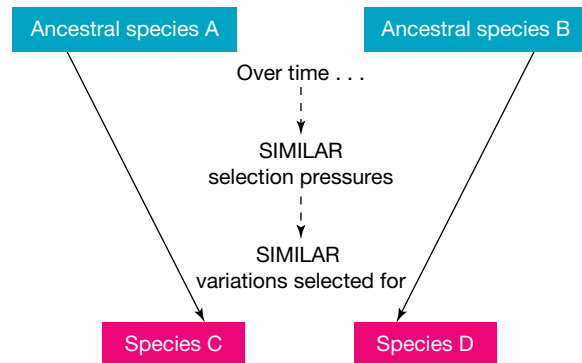 Ancestral species A
Ancestral species B
Over time . . .
SIMILAR
selection pressures
SIMILAR
variations selected for
Species C
Species D